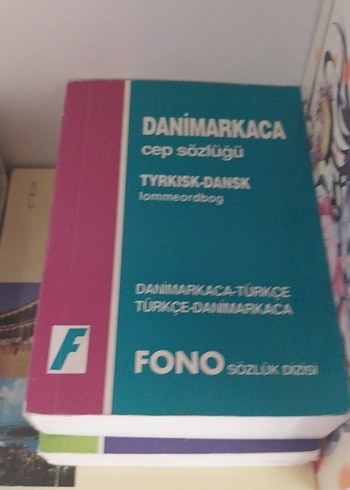 DANİMARKACA
cep sözlüğü
TYRKISK-DANSK
lommeordbog
DANİMARKACA-TÜRKÇE
TÜRKÇE-DANİMARKACA
F
FONO SÖZLÜK DİZİSİ